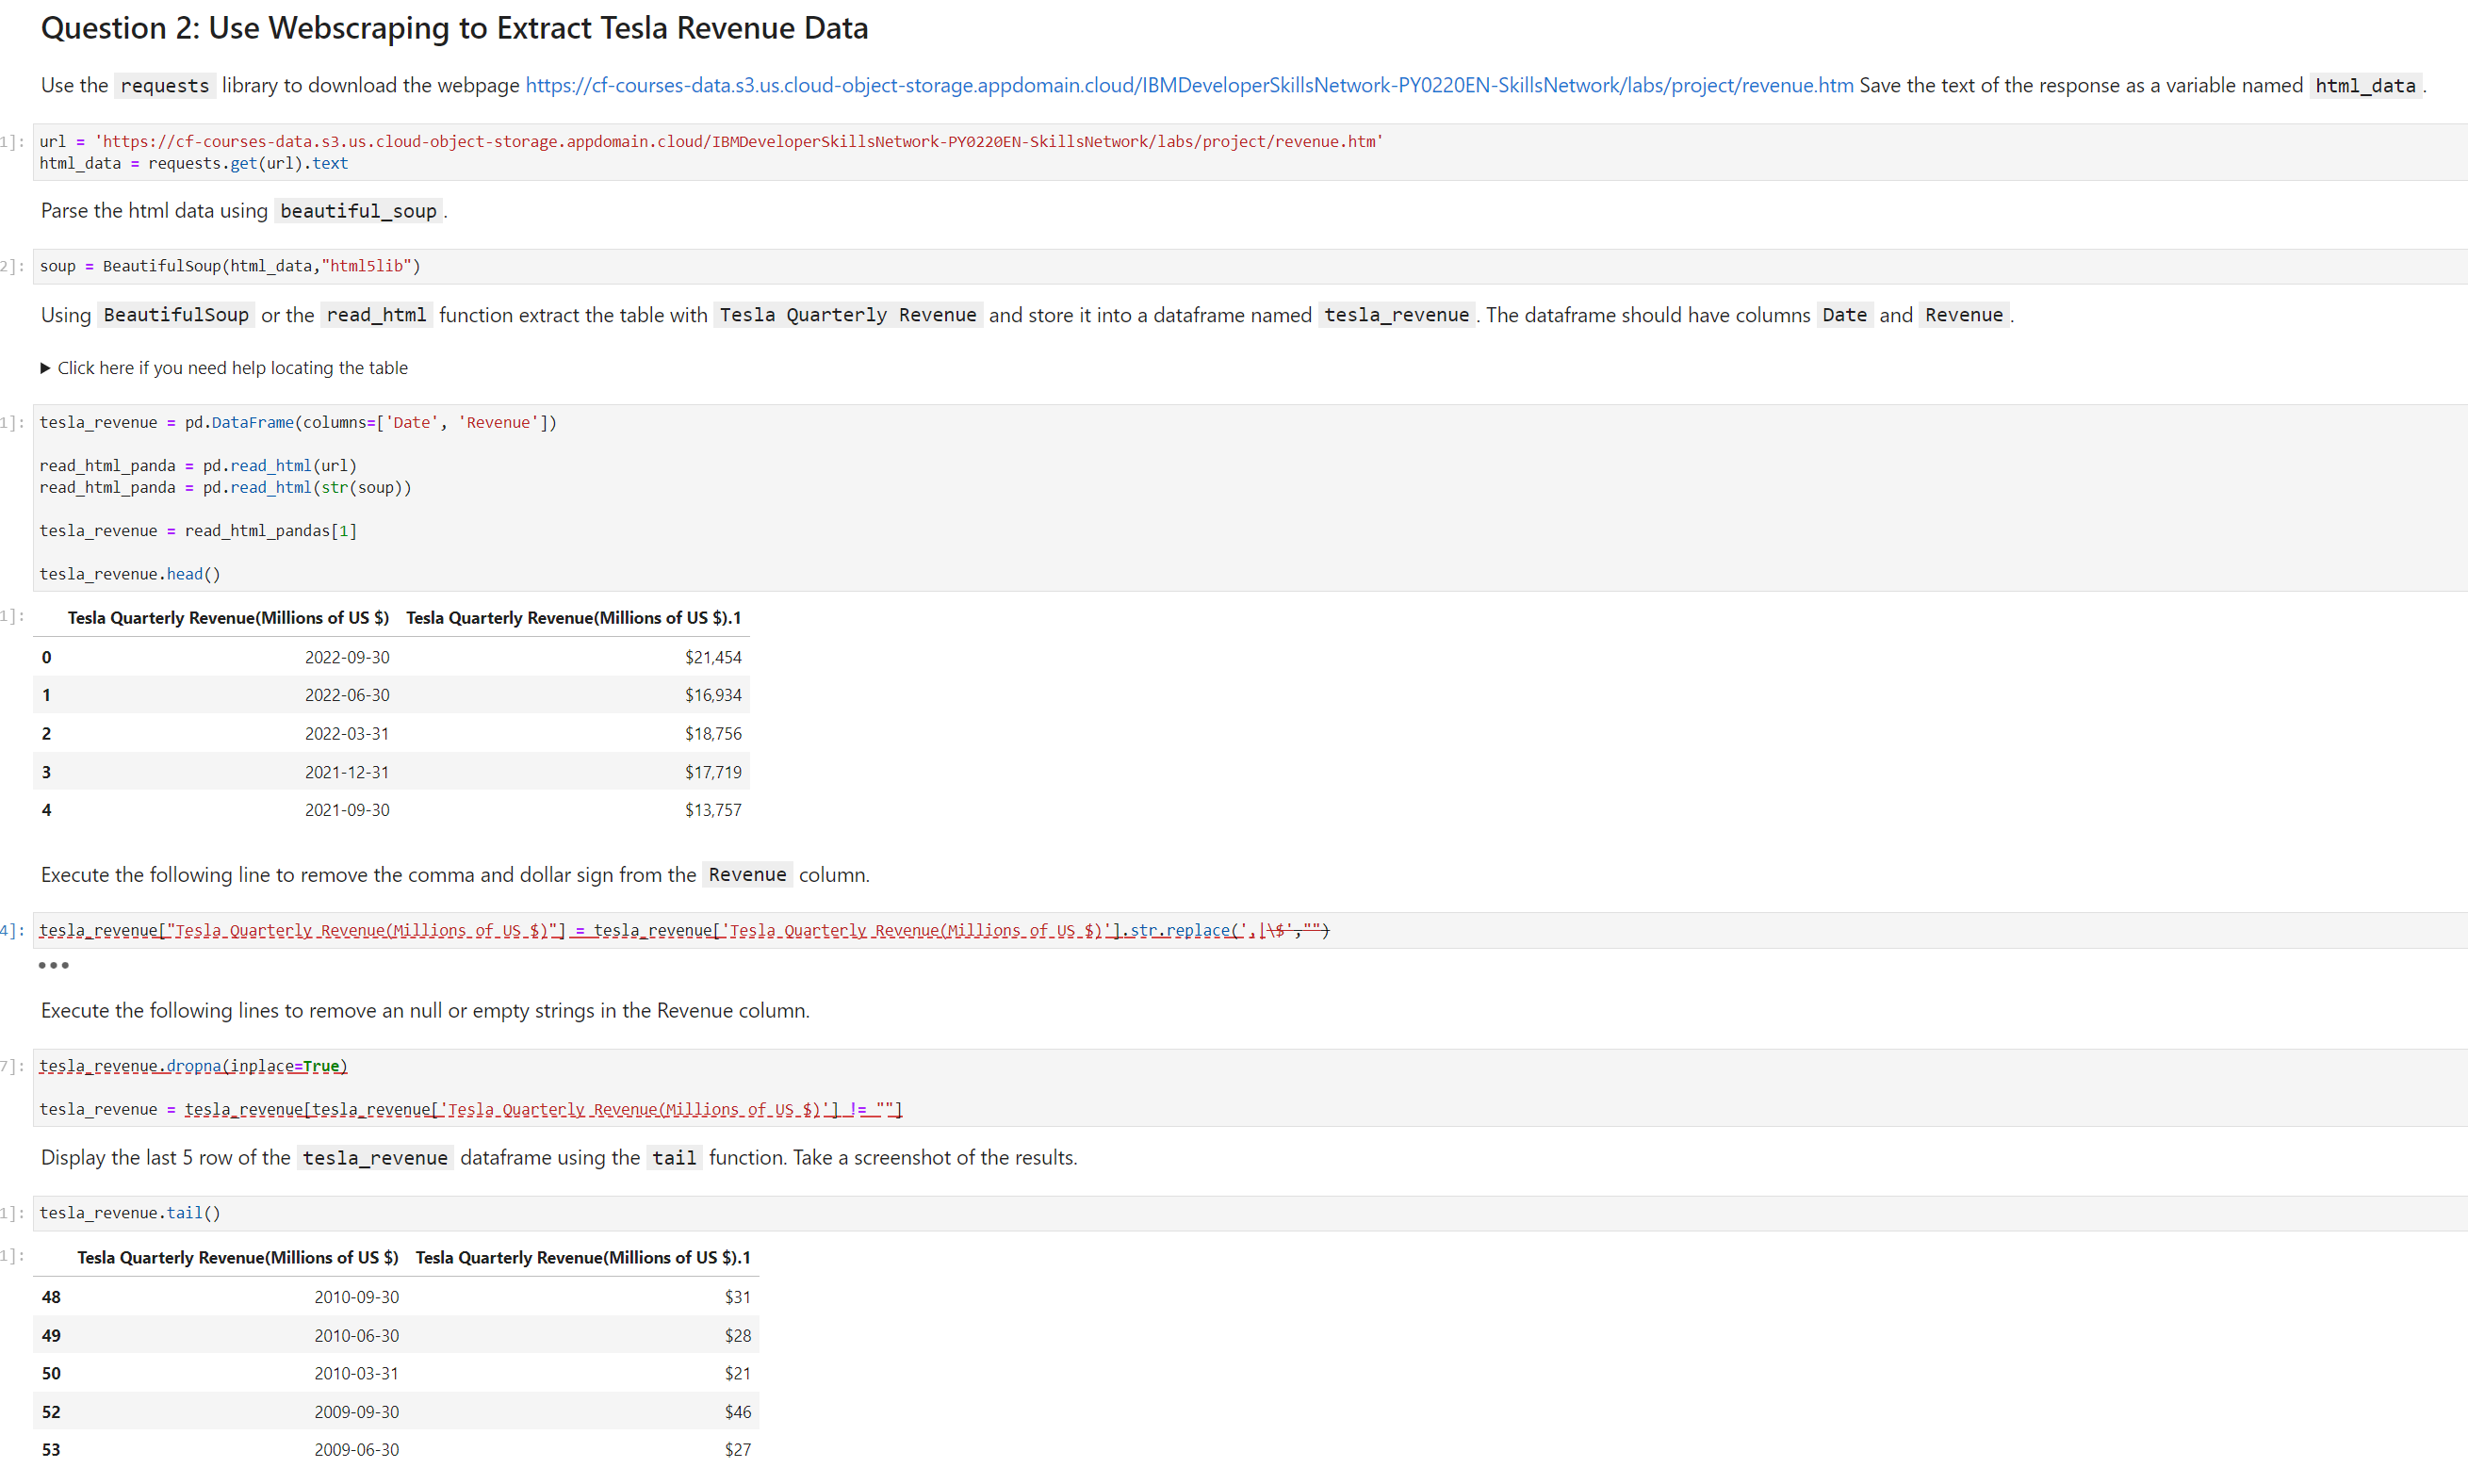 Question 2: Use Webscraping to Extract Tesla Revenue Data
Use the requests library to download the webpage https://cf-courses-data.s3.us.cloud-object-storage.appdomain.cloud/IBMDeveloperSkillsNetwork-PY0220EN-SkillsNetwork/labs/project/revenue.htm Save the text of the response as a variable named html_data .
1]: url = 'https://cf-courses-data.s3.us.cloud-object-storage.appdomain.cloud/IBMDeveloperSkillsNetwork-PY0220EN-SkillsNetwork/labs/project/revenue.htm'
html_data = requests.get(url).text
Parse the html data using beautiful_soup .
2]: soup = BeautifulSoup(html_data,"html5lib")
Using BeautifulSoup or the read_html function extract the table with Tesla Quarterly Revenue and store it into a dataframe named tesla_revenue . The dataframe should have columns Date and Revenue .
▶ Click here if you need help locating the table
1]: tesla_revenue = pd.DataFrame(columns=['Date', 'Revenue'])
read_html_panda = pd.read_html(url)
read_html_panda = pd.read_html(str(soup))
tesla_revenue = read_html_pandas[1]
tesla_revenue.head()
1]: Tesla Quarterly Revenue(Millions of US $) Tesla Quarterly Revenue(Millions of US $).1
0 2022-09-30 $21,454
1 2022-06-30 $16,934
2 2022-03-31 $18,756
3 2021-12-31 $17,719
4 2021-09-30 $13,757
Execute the following line to remove the comma and dollar sign from the Revenue column.
4]: tesla_revenue["Tesla Quarterly Revenue(Millions of US $)"] = tesla_revenue['Tesla Quarterly Revenue(Millions of US $)'].str.replace(',|\$',"")
•••
Execute the following lines to remove an null or empty strings in the Revenue column.
7]: tesla_revenue.dropna(inplace=True)
tesla_revenue = tesla_revenue[tesla_revenue['Tesla Quarterly Revenue(Millions of US $)'] != ""]
Display the last 5 row of the tesla_revenue dataframe using the tail function. Take a screenshot of the results.
1]: tesla_revenue.tail()
1]: Tesla Quarterly Revenue(Millions of US $) Tesla Quarterly Revenue(Millions of US $).1
48 2010-09-30 $31
49 2010-06-30 $28
50 2010-03-31 $21
52 2009-09-30 $46
53 2009-06-30 $27